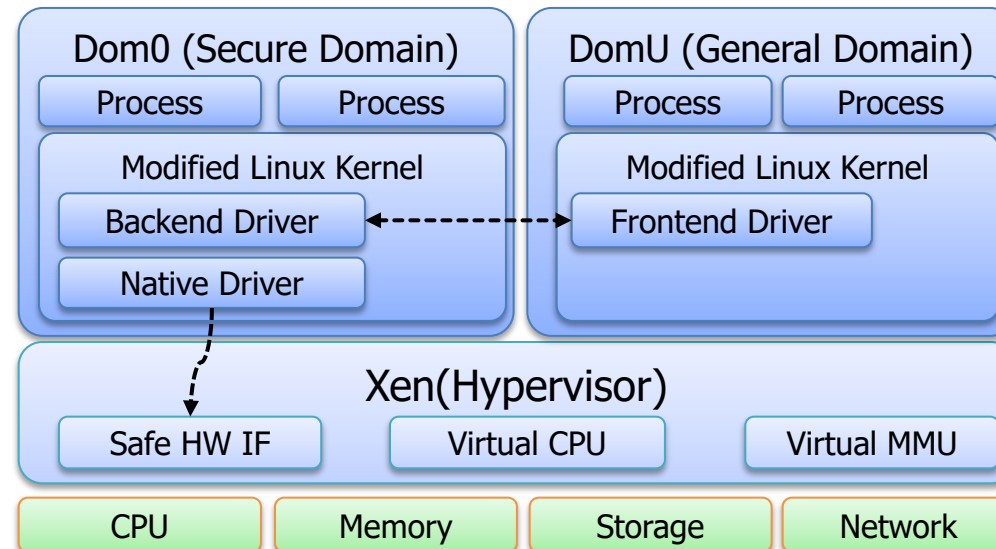 Dom0 (Secure Domain)
DomU (General Domain)
Process
Process
Process
Process
Modified Linux Kernel
Modified Linux Kernel
Backend Driver
Frontend Driver
Native Driver
Xen(Hypervisor)
Safe HW IF
Virtual CPU
Virtual MMU
CPU
Memory
Storage
Network